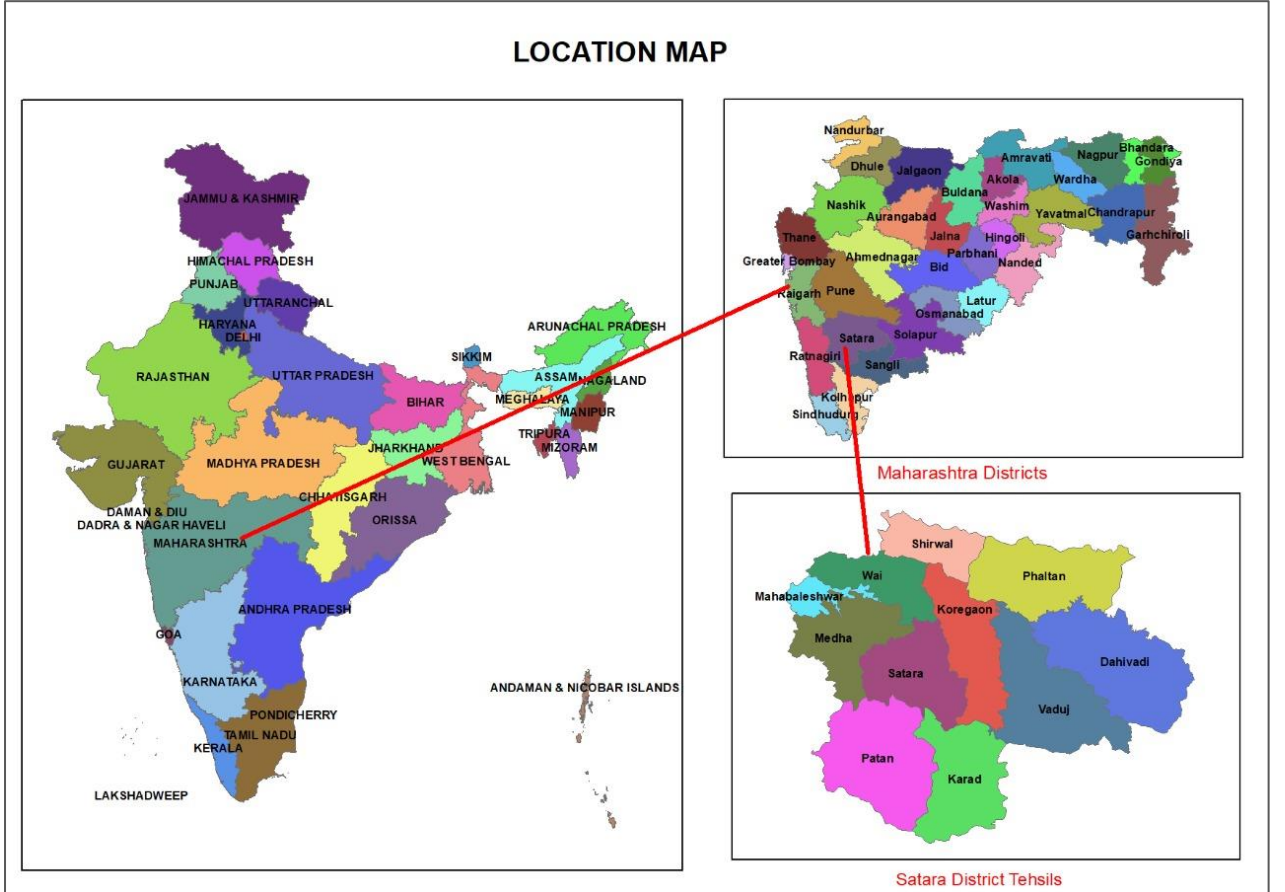 LOCATION MAP
JAMMU & KASHMIR
HIMACHAL PRADESH
PUNJAB
UTTARANCHAL
HARYANA
DELHI
ARUNACHAL PRADESH
SIKKIM
RAJASTHAN
UTTAR PRADESH
ASSAM
NAGALAND
BIHAR
MEGHALAYA
MANIPUR
TRIPURA
MIZORAM
JHARKHAND
WEST BENGAL
GUJARAT
MADHYA PRADESH
CHHATISGARH
DAMAN & DIU
DADRA & NAGAR HAVELI
ORISSA
MAHARASHTRA
ANDHRA PRADESH
GOA
KARNATAKA
ANDAMAN & NICOBAR ISLANDS
PONDICHERRY
TAMIL NADU
KERALA
LAKSHADWEEP
Nandurbar
Dhule
Jalgaon
Amravati
Nagpur
Bhandara
Gondiya
Buldana
Akola
Wardha
Nashik
Aurangabad
Washim
Yavatmal
Chandrapur
Thane
Jalna
Hingoli
Garhchiroli
Greater Bombay
Ahmednagar
Parbhani
Nanded
Bid
Raigarh
Pune
Latur
Osmanabad
Satara
Solapur
Ratnagiri
Sangli
Kolhapur
Sindhudurg
Maharashtra Districts
Shirwal
Wai
Phaltan
Mahabaleshwar
Koregaon
Medha
Dahivadi
Satara
Vaduj
Patan
Karad
Satara District Tehsils